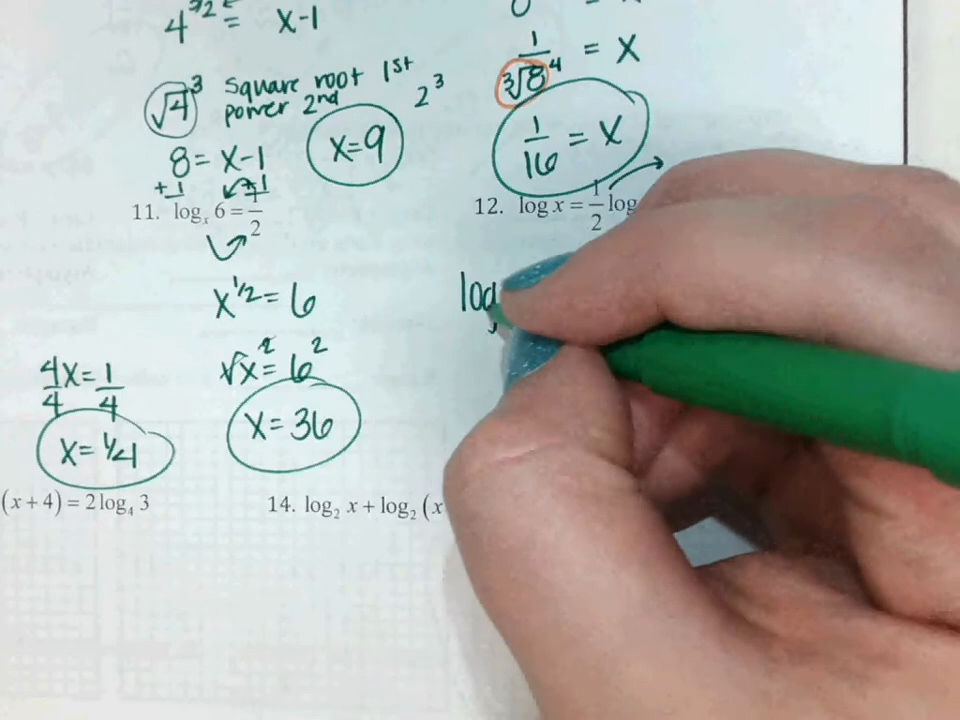 4^3/2 = x-1
= x
√4^3 square root 1st
power 2nd 2^3
8 = x-1
+1 +1
x=9
1/∛8^4 = x
1/16 = x
11. log_x 6 = 1/2
x^1/2 = 6
√x^2 = 6^2
x = 36
4x = 1
4 4
x = 1/4
12. log x = 1/2 log
log
(x+4) = 2 log_4 3
14. log_2 x + log_2 (x